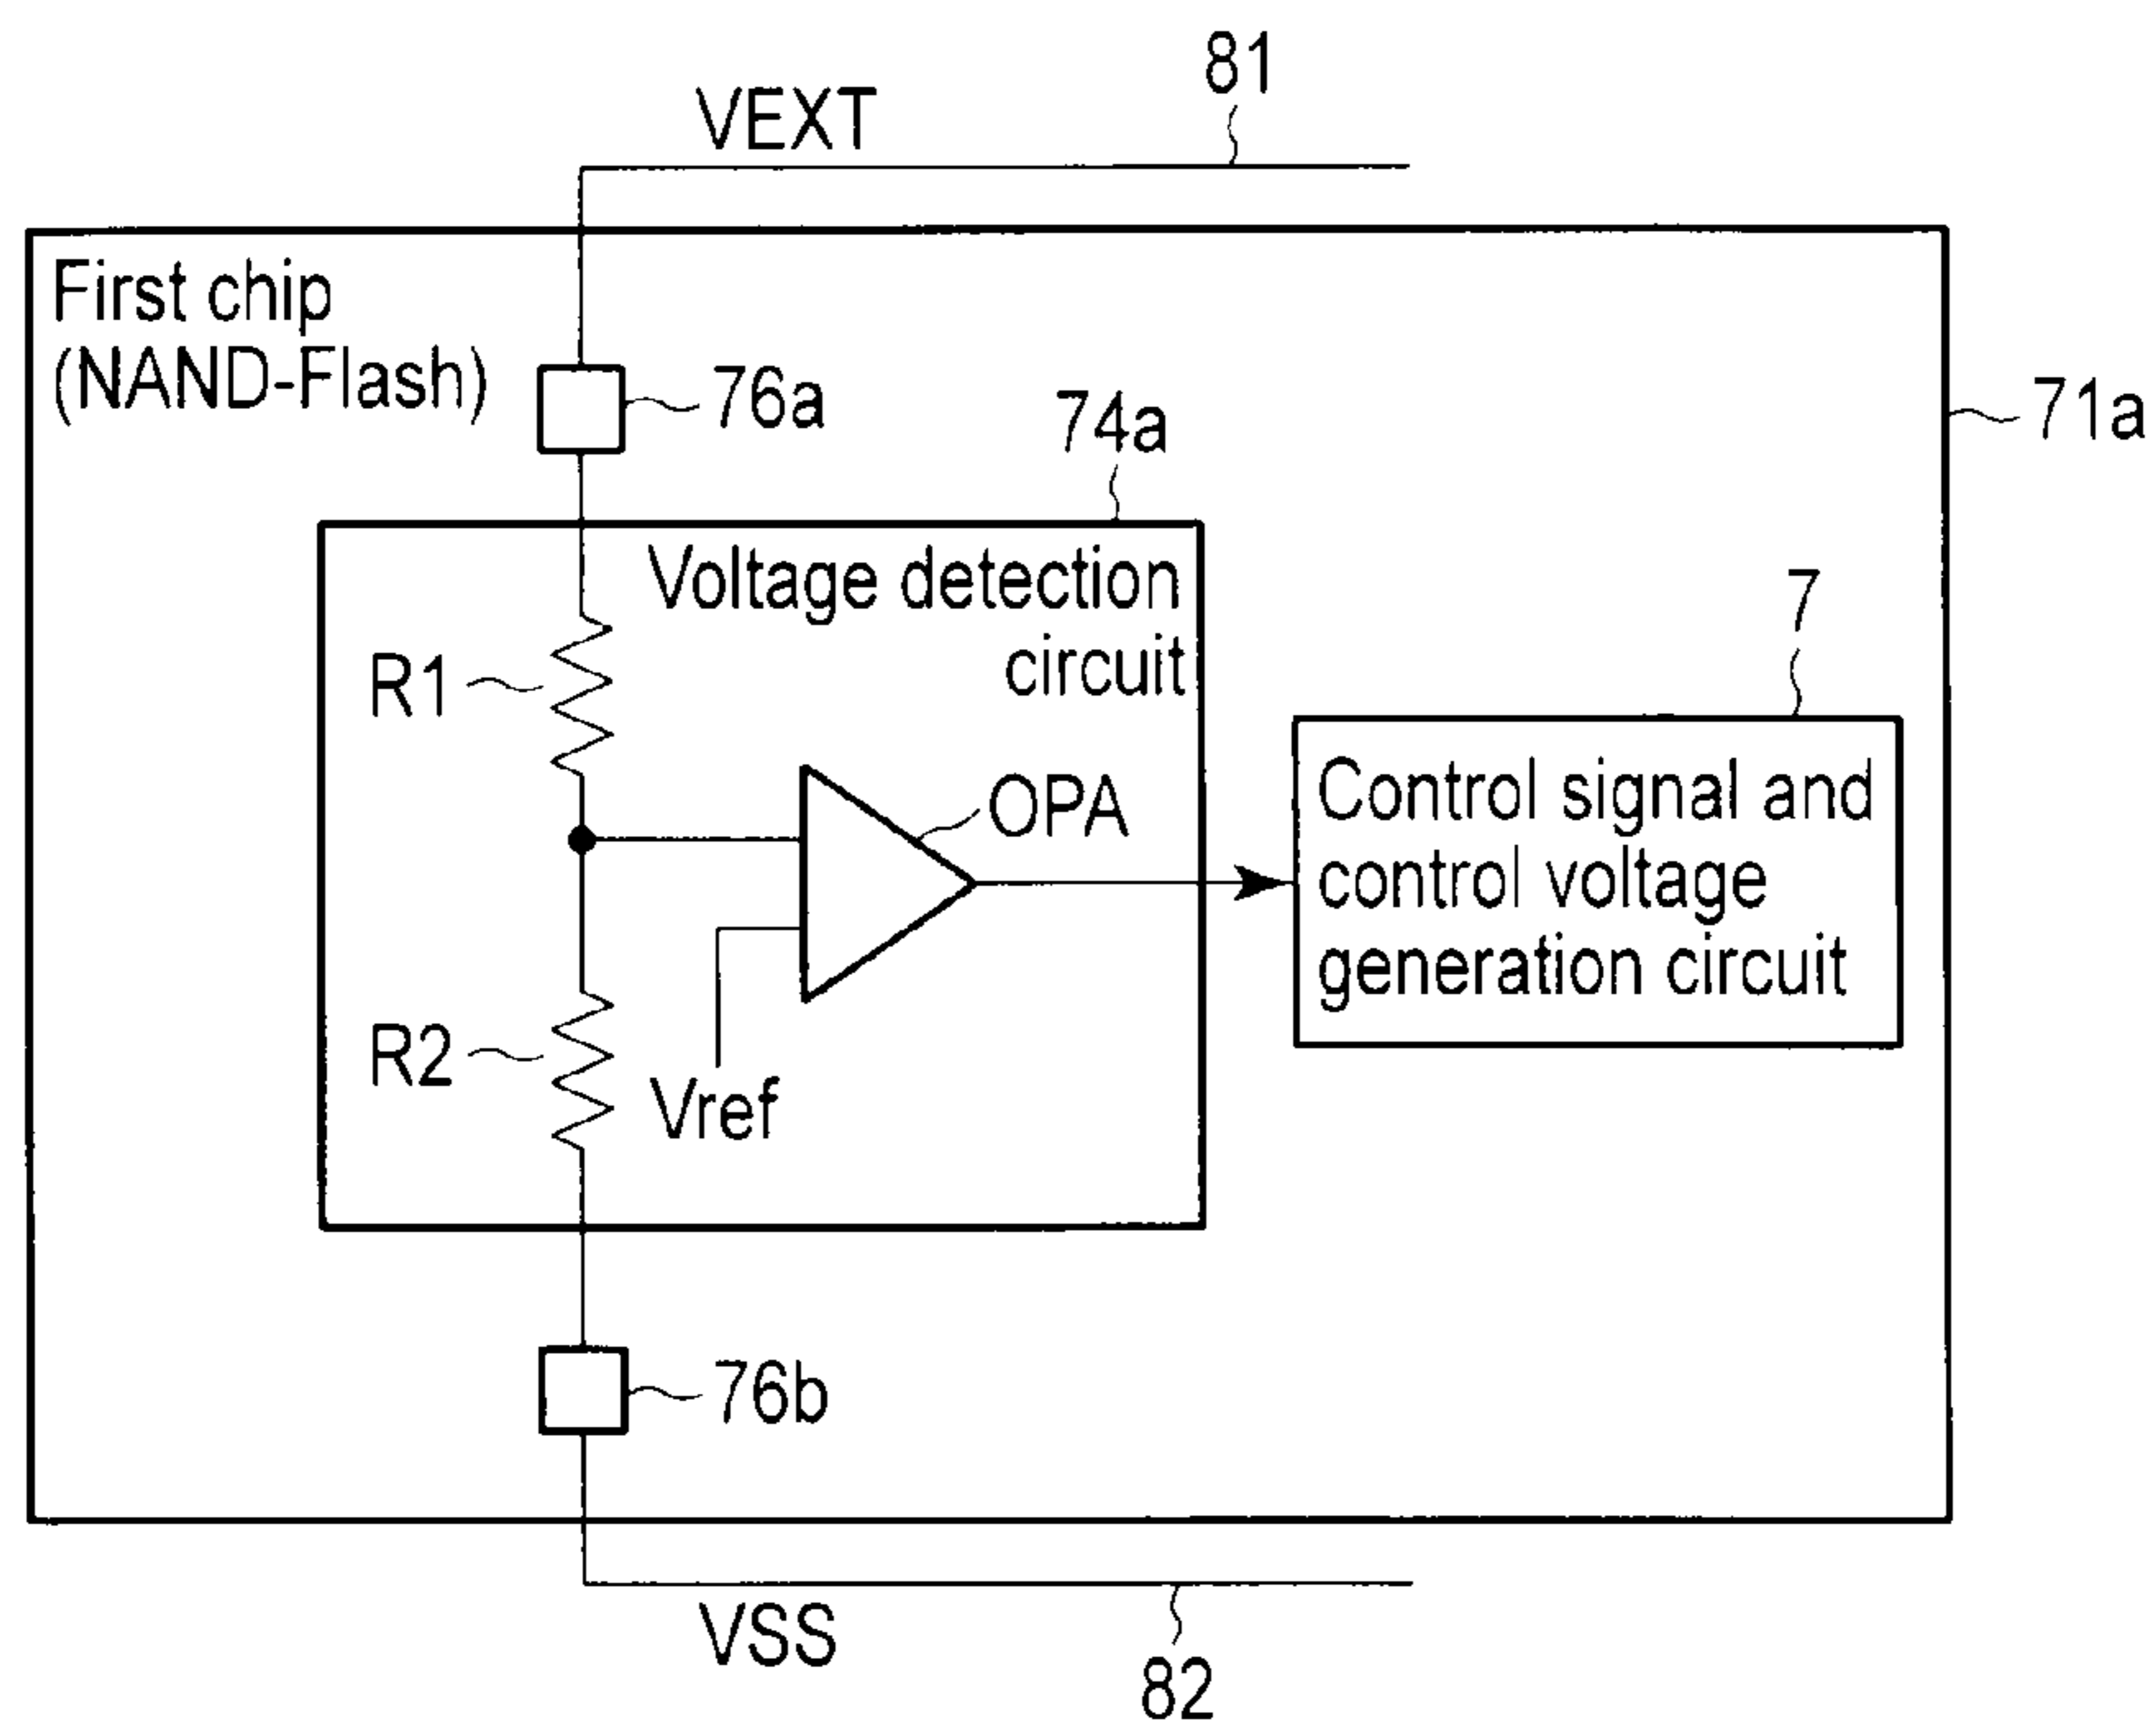 81
VEXT
First chip
(NAND-Flash)
76a
74a
71a
Voltage detection
circuit
7
R1
OPA
Control signal and
control voltage
generation circuit
R2
Vref
76b
VSS
82